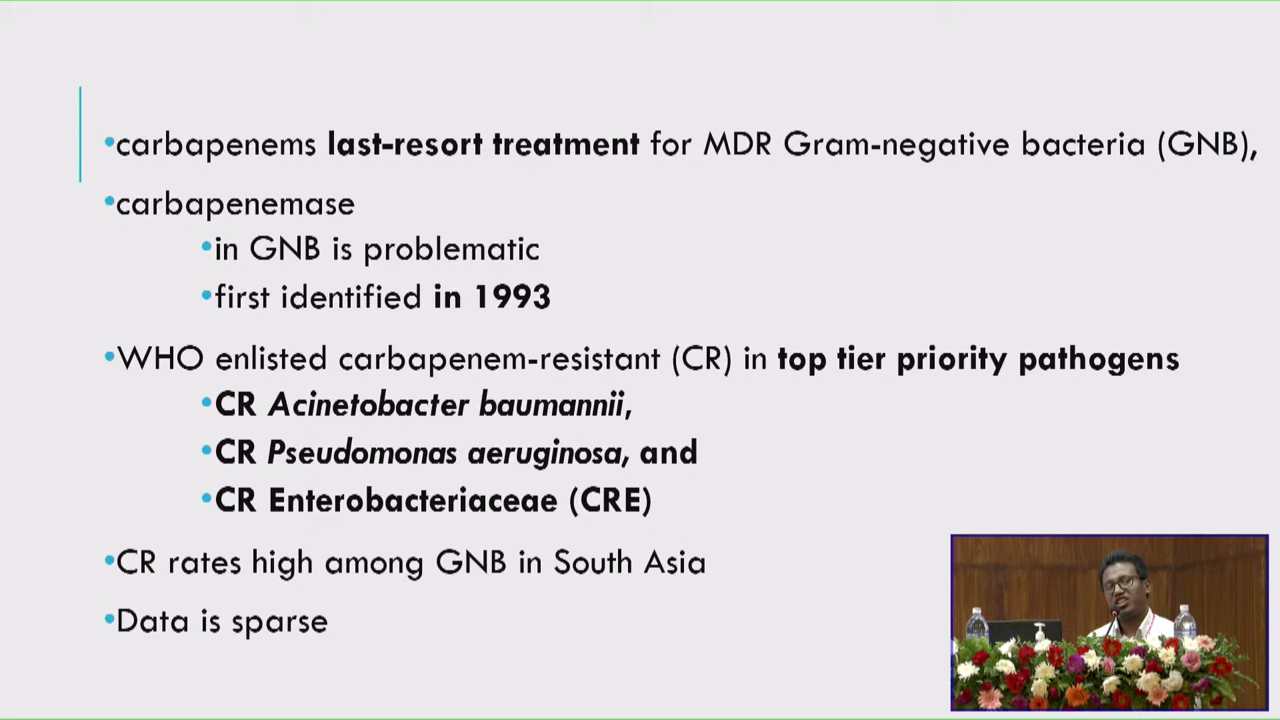 •carbapenems last-resort treatment for MDR Gram-negative bacteria (GNB),
•carbapenemase
•in GNB is problematic
•first identified in 1993
•WHO enlisted carbapenem-resistant (CR) in top tier priority pathogens
•CR Acinetobacter baumannii,
•CR Pseudomonas aeruginosa, and
•CR Enterobacteriaceae (CRE)
•CR rates high among GNB in South Asia
•Data is sparse